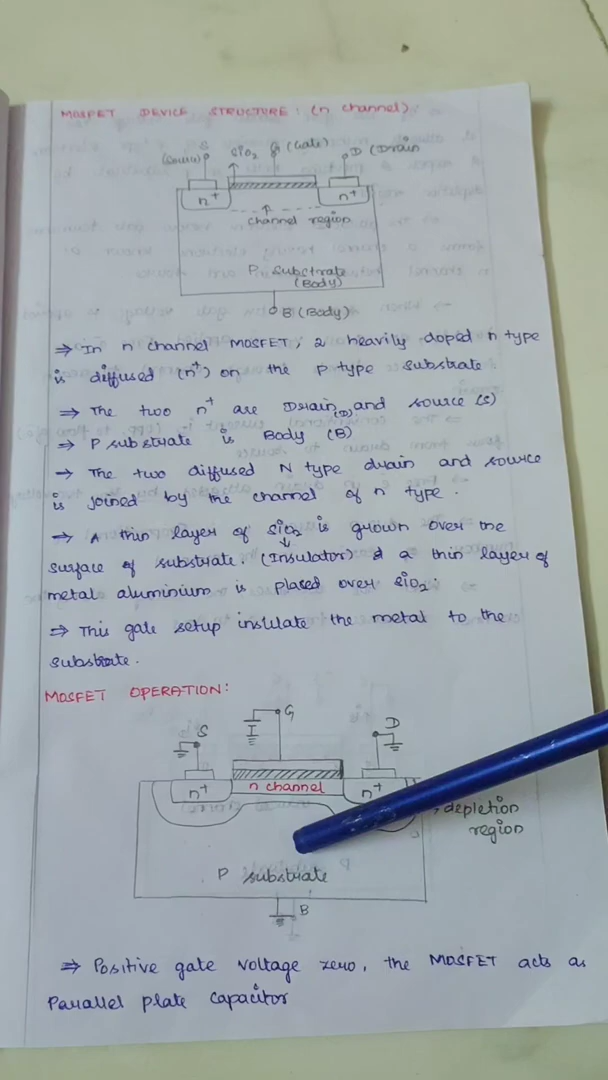 MOSFET DEVICE STRUCTURE: (n channel)
S
(Source)
SiO2
G (Gate)
D (Drain
n+
n+
channel region
P substrate
(Body)
B (Body)
⇒ In n channel MOSFET, 2 heavily doped n type
is diffused (n+) on the P type substrate.
⇒ The two n+ are Drain (D) and source (S)
⇒ P substrate is Body (B)
→ The two diffused N type drain and source
is joined by the channel of n type.
⇒ A thin layer of SiO2 is grown over the
surface of substrate. (Insulator) & a thin layer of
metal aluminium is plased over SiO2.
⇒ This gate setup inslulate the metal to the
substrate.
MOSFET OPERATION:
S
G
D
n+
n channel
n+
depletion
region
P substrate
B
⇒ Positive gate voltage zero, the MOSFET acts as
Parallel plate capacitor